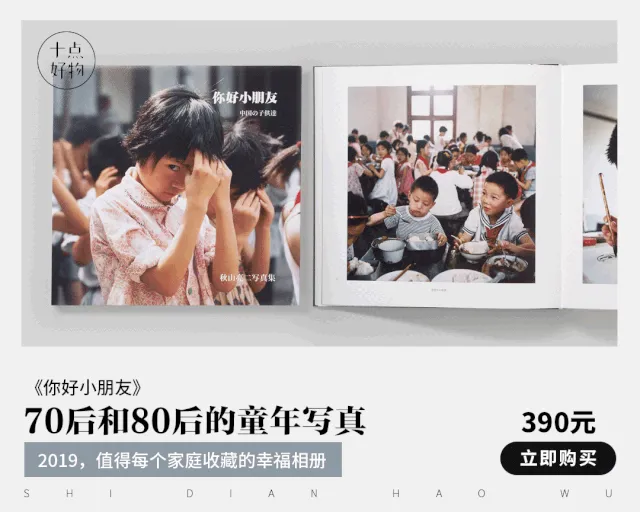 十点
好物
你好小朋友
中国の子供達
秋山亮二写真集
《你好小朋友》
70后和80后的童年写真
390元
2019，值得每个家庭收藏的幸福相册
立即购买
SHI DIAN HAO WU